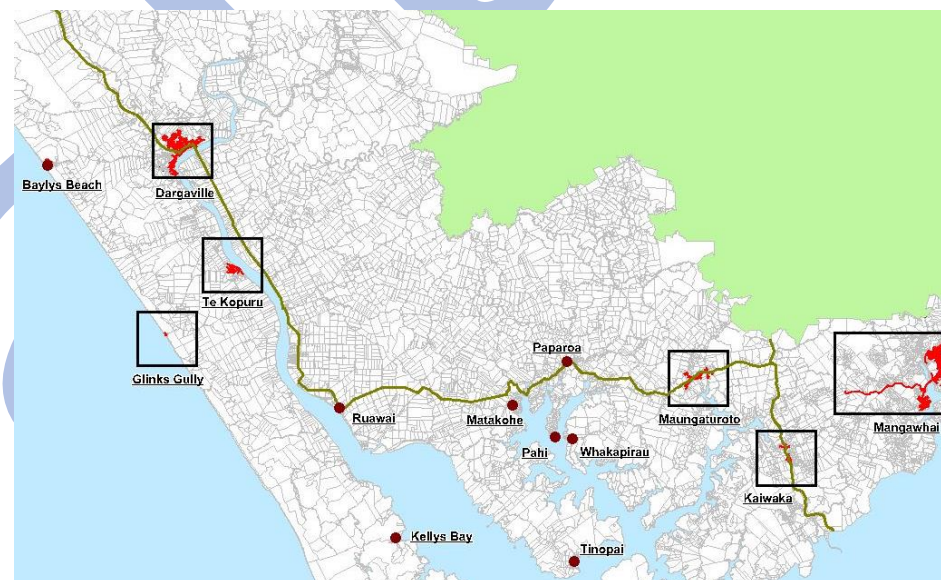 Baylys Beach
Dargaville
Te Kopuru
Glinks Gully
Paparoa
Ruawai
Matakohe
Maungaturoto
Mangawhai
Pahi
Whakapirau
Kaiwaka
Kellys Bay
Tinopai